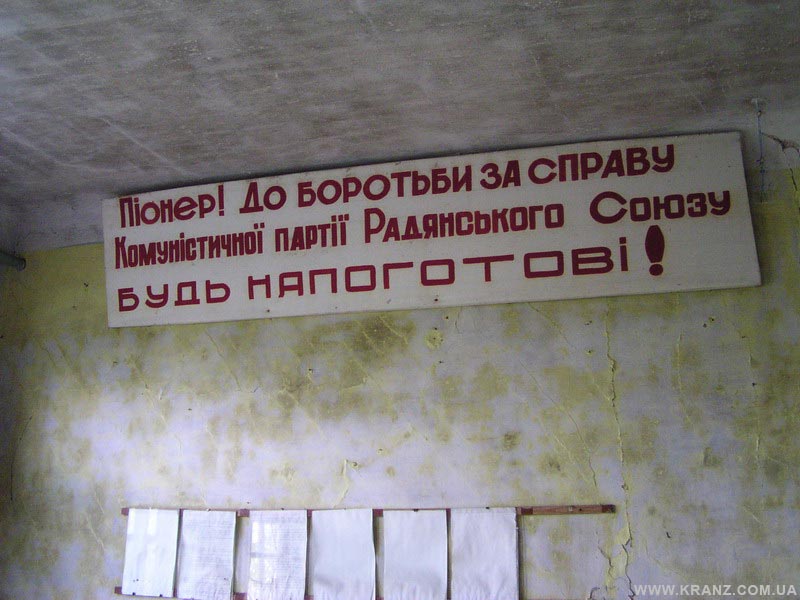 Піонер! До боротьби за справу
Комуністичної партії Радянського Союзу
будь напоготові!
WWW.KRANZ.COM.UA